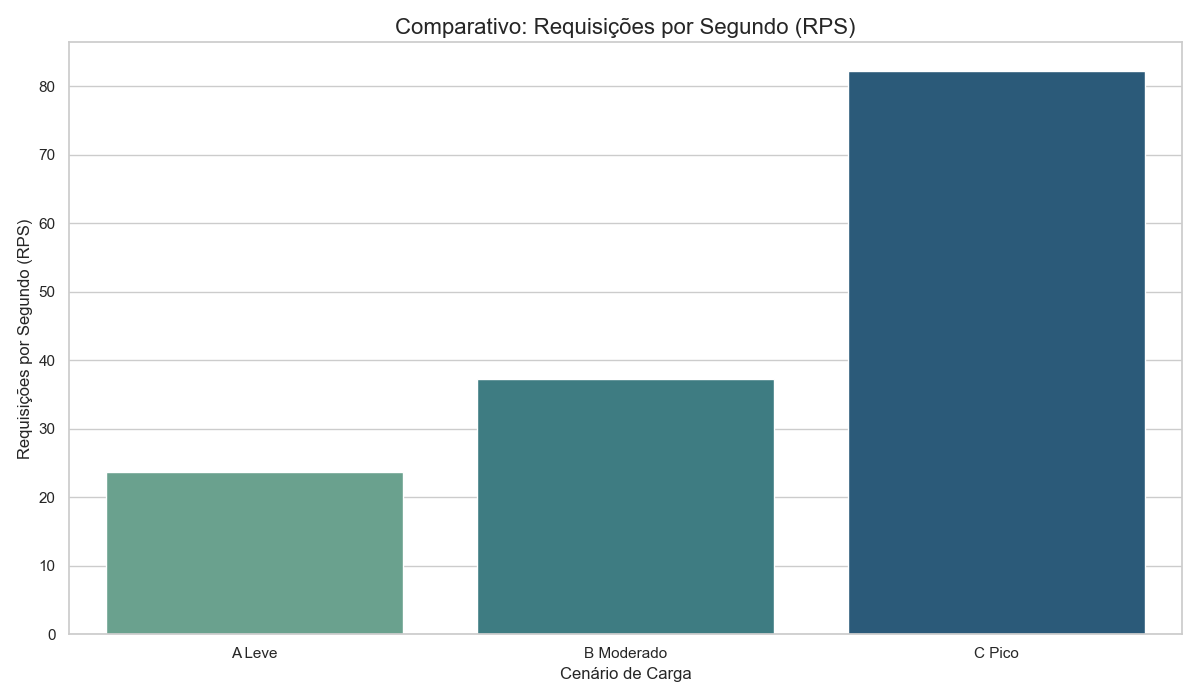 Comparativo: Requisições por Segundo (RPS)
Requisições por Segundo (RPS)
80
70
60
50
40
30
20
10
0
A Leve
B Moderado
C Pico
Cenário de Carga